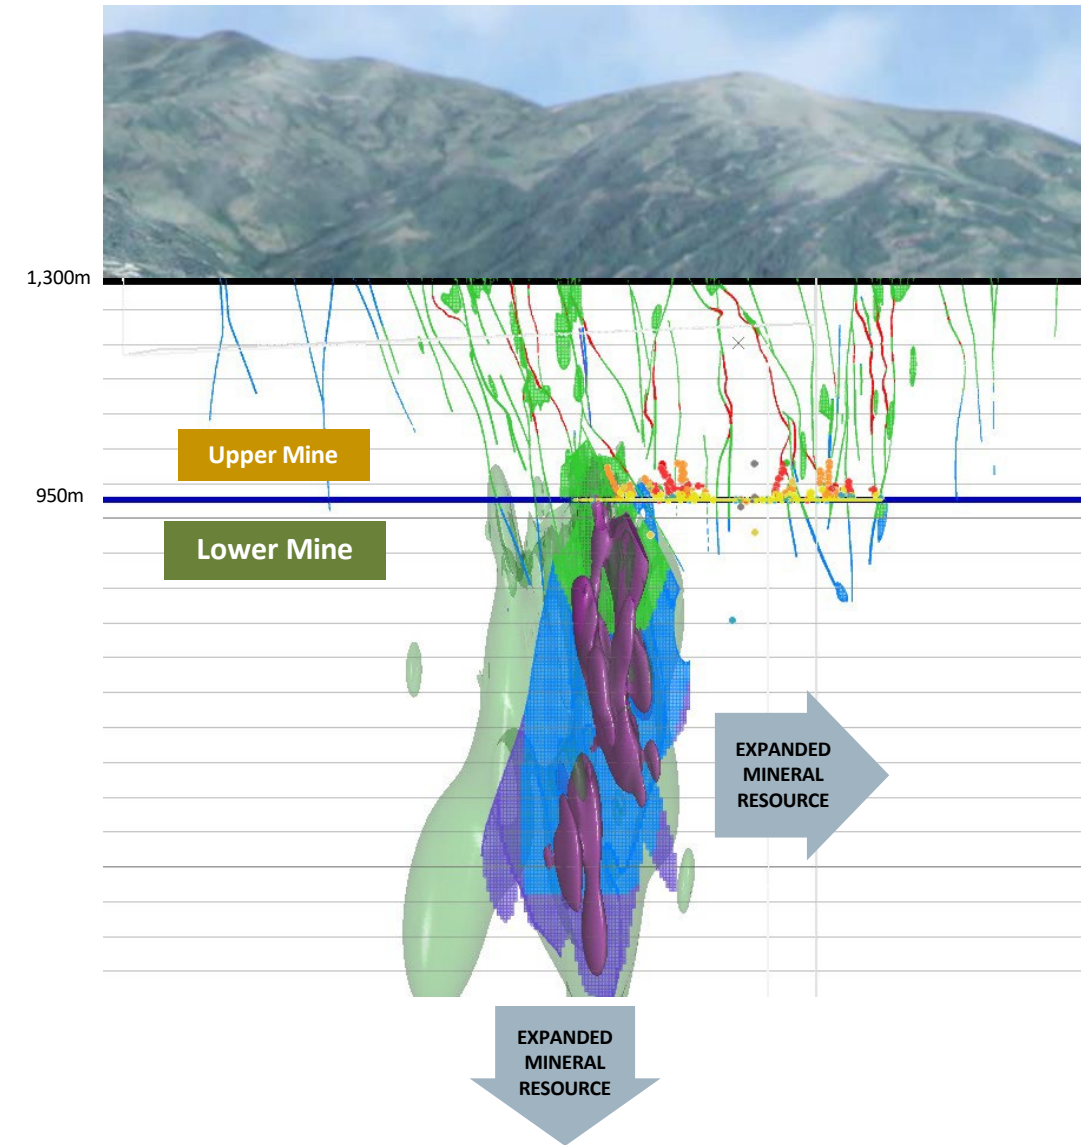 1,300m
Upper Mine
950m
Lower Mine
EXPANDED
MINERAL
RESOURCE
EXPANDED
MINERAL
RESOURCE